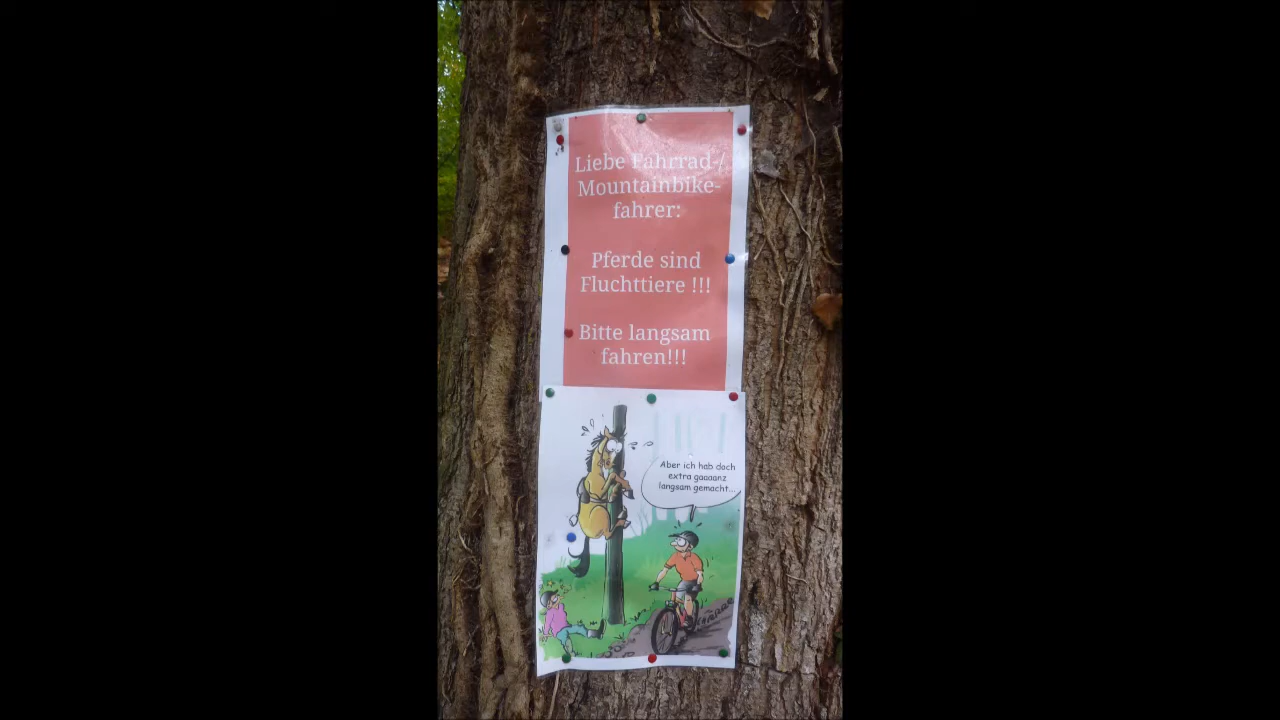 Liebe Fahrrad-/
Mountainbike-
fahrer:
Pferde sind
Fluchttiere !!!
Bitte langsam
fahren!!!
Aber ich hab doch
extra gaaaanz
langsam gemacht...